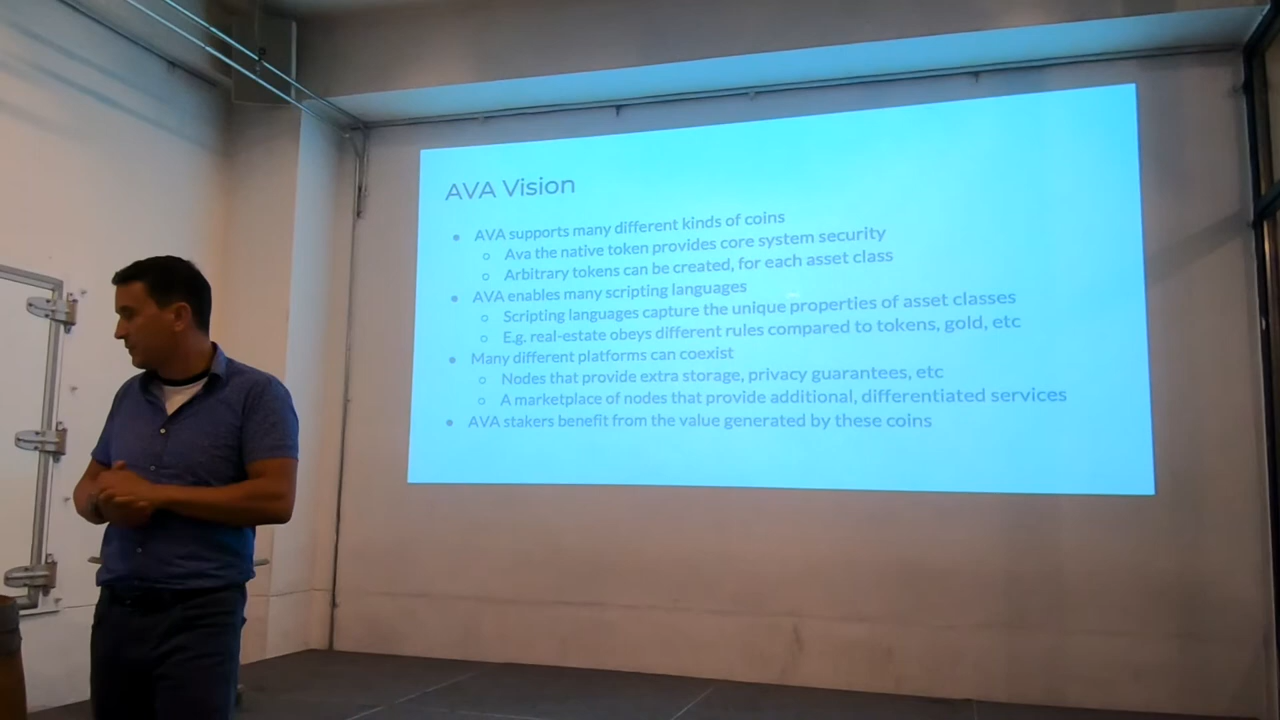 AVA Vision
AVA supports many different kinds of coins
Ava the native token provides core system security
Arbitrary tokens can be created, for each asset class
AVA enables many scripting languages
Scripting languages capture the unique properties of asset classes
E.g. real-estate obeys different rules compared to tokens, gold, etc
Many different platforms can coexist
Nodes that provide extra storage, privacy guarantees, etc
A marketplace of nodes that provide additional, differentiated services
AVA stakers benefit from the value generated by these coins